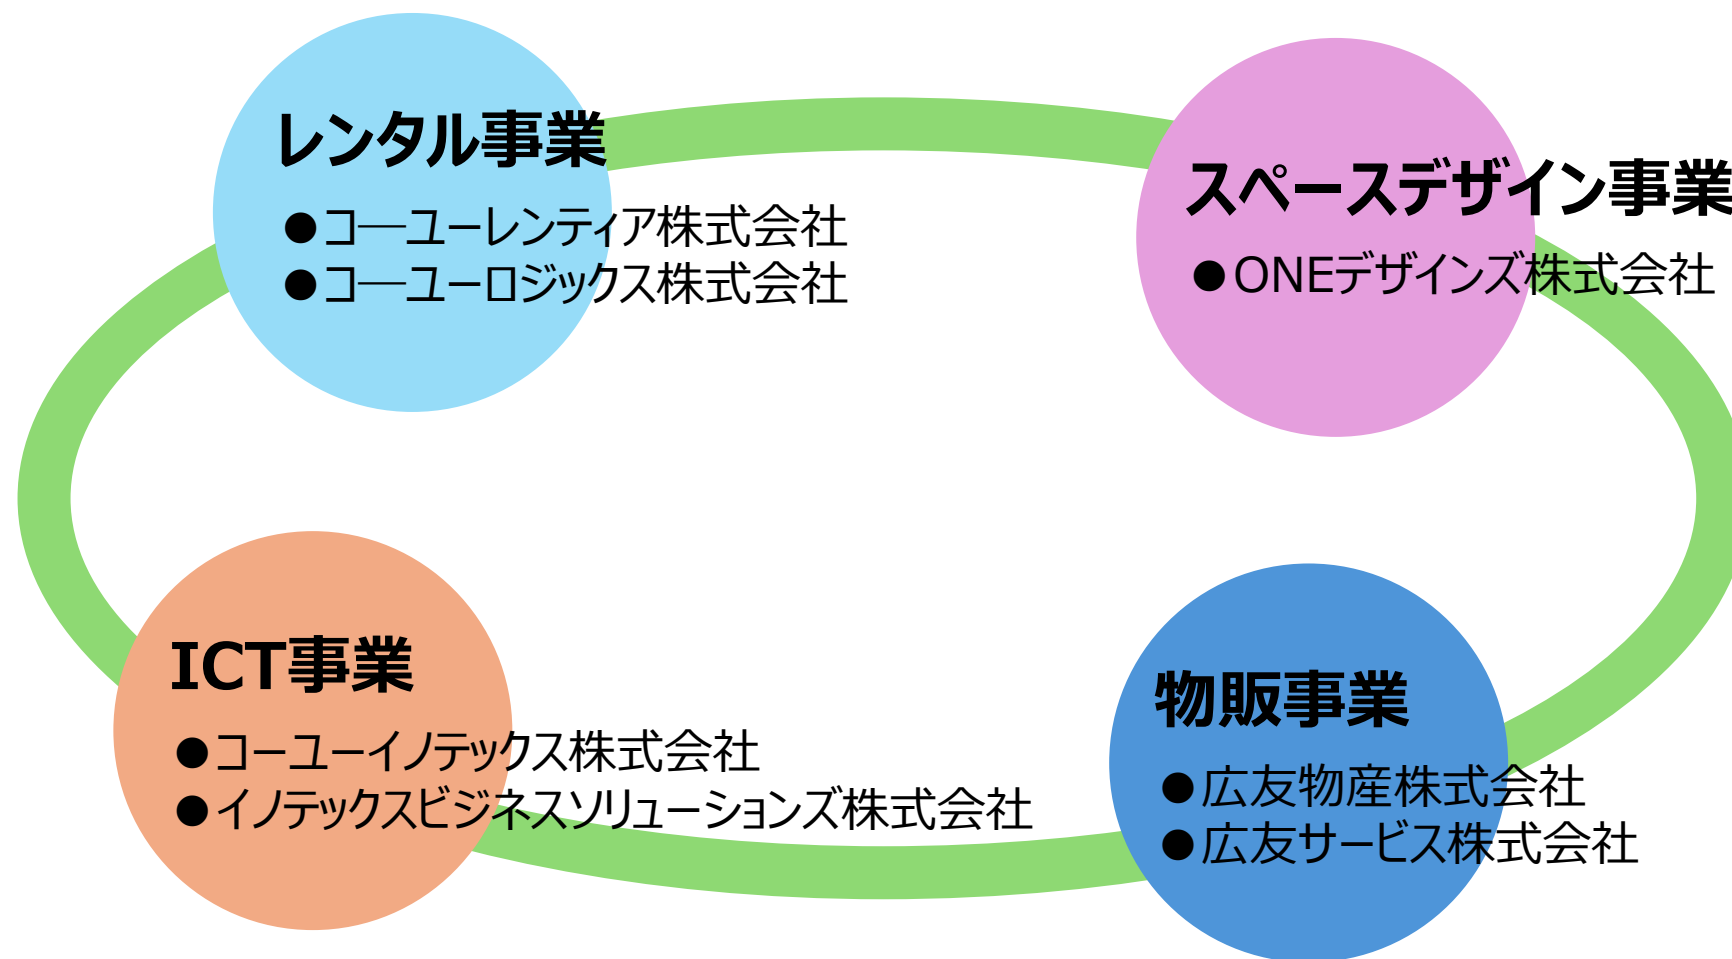 レンタル事業
●コ―ユーレンティア株式会社
●コ―ユーロジックス株式会社
スペースデザイン事業
●ONEデザインズ株式会社
ICT事業
●コーユーイノテックス株式会社
●イノテックスビジネスソリューションズ株式会社
物販事業
●広友物産株式会社
●広友サービス株式会社